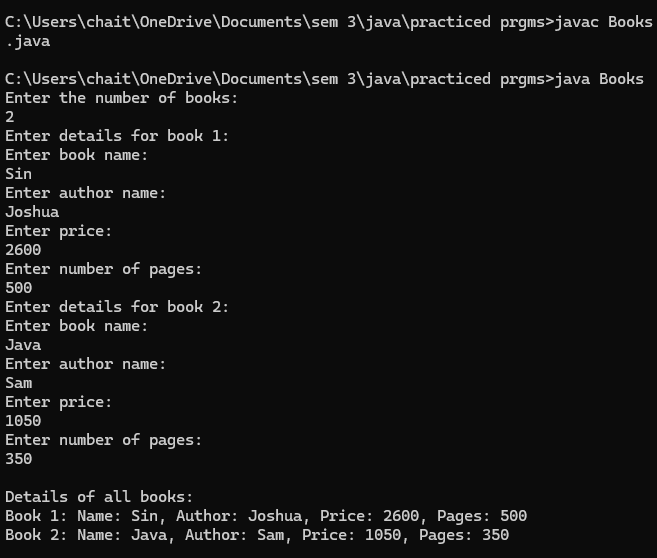 C:\Users\chait\OneDrive\Documents\sem 3\java\practiced prgms>javac Books
.java
C:\Users\chait\OneDrive\Documents\sem 3\java\practiced prgms>java Books
Enter the number of books:
2
Enter details for book 1:
Enter book name:
Sin
Enter author name:
Joshua
Enter price:
2600
Enter number of pages:
500
Enter details for book 2:
Enter book name:
Java
Enter author name:
Sam
Enter price:
1050
Enter number of pages:
350
Details of all books:
Book 1: Name: Sin, Author: Joshua, Price: 2600, Pages: 500
Book 2: Name: Java, Author: Sam, Price: 1050, Pages: 350